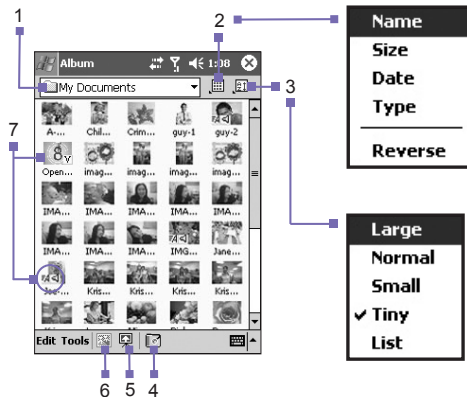 1
2
3
7
Album 1:08
My Documents
A-... Chil... Crim... guy-1 guy-2
Open... imag... imag... imag... imag...
IMA... IMA... IMA... IMA... IMA...
IMA... IMA... IMA... IMG... Jane...
Joe-... Kris... Kris... Kris... Kris...
Edit Tools
6
5
4
Name
Size
Date
Type
Reverse
Large
Normal
Small
Tiny
List